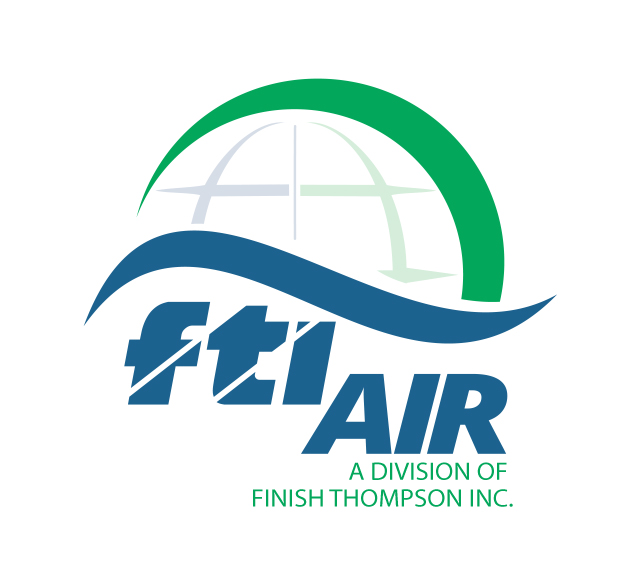 fti
AIR
A DIVISION OF
FINISH THOMPSON INC.